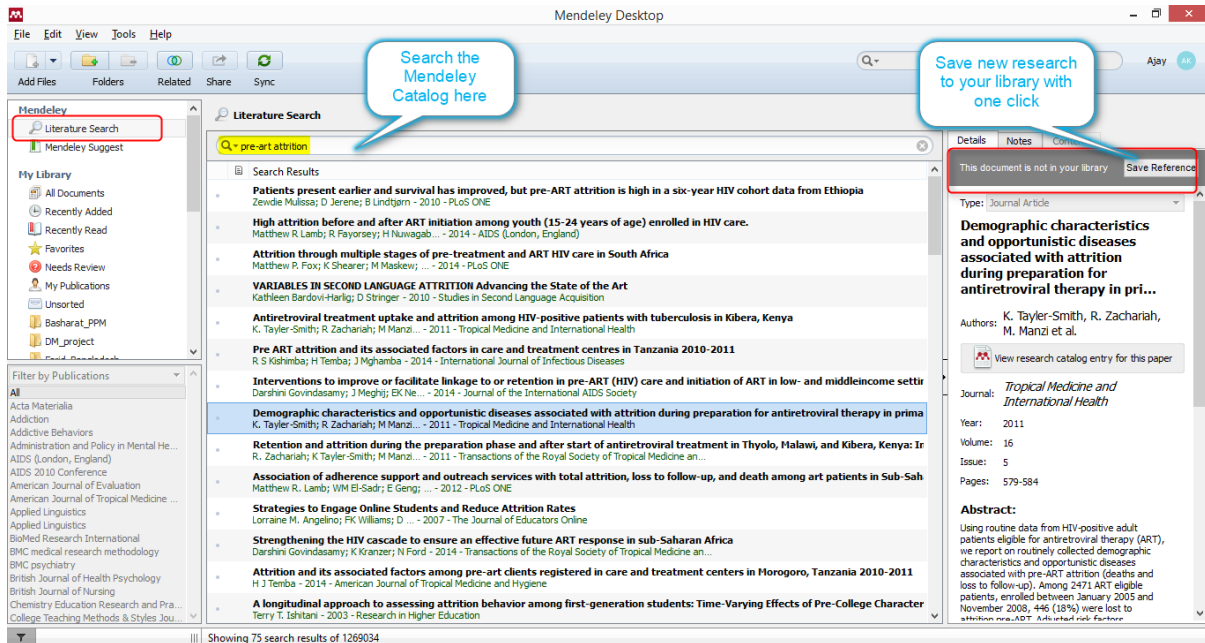 Mendeley Desktop
File Edit View Tools Help
Add Files Folders Related Share Sync
Ajay AK
Search the
Mendeley
Catalog here
Save new research
to your library with
one click
Mendeley
Literature Search
Mendeley Suggest
My Library
All Documents
Recently Added
Recently Read
Favorites
Needs Review
My Publications
Unsorted
Basharat_PPM
DM_project
Filter by Publications
All
Acta Materialia
Addiction
Addictive Behaviors
Administration and Policy in Mental He...
AIDS (London, England)
AIDS 2010 Conference
American Journal of Evaluation
American Journal of Tropical Medicine ...
Applied Linguistics
Applied Linguistics
BioMed Research International
BMC medical research methodology
BMC psychiatry
British Journal of Health Psychology
British Journal of Nursing
Chemistry Education Research and Pra...
College Teaching Methods & Styles Jou...
Literature Search
pre-art attrition
Search Results
Patients present earlier and survival has improved, but pre-ART attrition is high in a six-year HIV cohort data from Ethiopia
Zewdie Mulissa; D Jerene; B Lindtjørn - 2010 - PLoS ONE
High attrition before and after ART initiation among youth (15-24 years of age) enrolled in HIV care.
Matthew R Lamb; R Fayorsey; H Nuwagab... - 2014 - AIDS (London, England)
Attrition through multiple stages of pre-treatment and ART HIV care in South Africa
Matthew P. Fox; K Shearer; M Maskew; ... - 2014 - PLoS ONE
VARIABLES IN SECOND LANGUAGE ATTRITION Advancing the State of the Art
Kathleen Bardovi-Harlig; D Stringer - 2010 - Studies in Second Language Acquisition
Antiretroviral treatment uptake and attrition among HIV-positive patients with tuberculosis in Kibera, Kenya
K. Tayler-Smith; R Zachariah; M Manzi... - 2011 - Tropical Medicine and International Health
Pre ART attrition and its associated factors in care and treatment centres in Tanzania 2010-2011
R S Kishimba; H Temba; J Mghamba - 2014 - International Journal of Infectious Diseases
Interventions to improve or facilitate linkage to or retention in pre-ART (HIV) care and initiation of ART in low- and middleincome settir
Darshini Govindasamy; J Meghij; EK Ne... - 2014 - Journal of the International AIDS Society
Demographic characteristics and opportunistic diseases associated with attrition during preparation for antiretroviral therapy in prima
K. Tayler-Smith; R Zachariah; M Manzi... - 2011 - Tropical Medicine and International Health
Retention and attrition during the preparation phase and after start of antiretroviral treatment in Thyolo, Malawi, and Kibera, Kenya: In
R. Zachariah; K Tayler-Smith; M Manzi... - 2011 - Transactions of the Royal Society of Tropical Medicine an...
Association of adherence support and outreach services with total attrition, loss to follow-up, and death among art patients in Sub-Sah
Matthew R. Lamb; WM El-Sadr; E Geng; ... - 2012 - PLoS ONE
Strategies to Engage Online Students and Reduce Attrition Rates
Lorraine M. Angelino; FK Williams; D ... - 2007 - The Journal of Educators Online
Strengthening the HIV cascade to ensure an effective future ART response in sub-Saharan Africa
Darshini Govindasamy; K Kranzer; N Ford - 2014 - Transactions of the Royal Society of Tropical Medicine an...
Attrition and its associated factors among pre-art clients registered in care and treatment centers in Morogoro, Tanzania 2010-2011
H J Temba - 2014 - American Journal of Tropical Medicine and Hygiene
A longitudinal approach to assessing attrition behavior among first-generation students: Time-Varying Effects of Pre-College Character
Terry T. Ishitani - 2003 - Research in Higher Education
Details Notes
This document is not in your library Save Reference
Type: Journal Article
Demographic characteristics
and opportunistic diseases
associated with attrition
during preparation for
antiretroviral therapy in pri...
Authors: K. Tayler-Smith, R. Zachariah,
M. Manzi et al.
View research catalog entry for this paper
Journal: Tropical Medicine and
International Health
Year: 2011
Volume: 16
Issue: 5
Pages: 579-584
Abstract:
Using routine data from HIV-positive adult
patients eligible for antiretroviral therapy (ART),
we report on routinely collected demographic
characteristics and opportunistic diseases
associated with pre-ART attrition (deaths and
loss to follow-up). Among 2471 ART eligible
patients, enrolled between January 2005 and
November 2008, 446 (18%) were lost to
attrition pre-ART. Adjusted risk factors
Showing 75 search results of 1269034